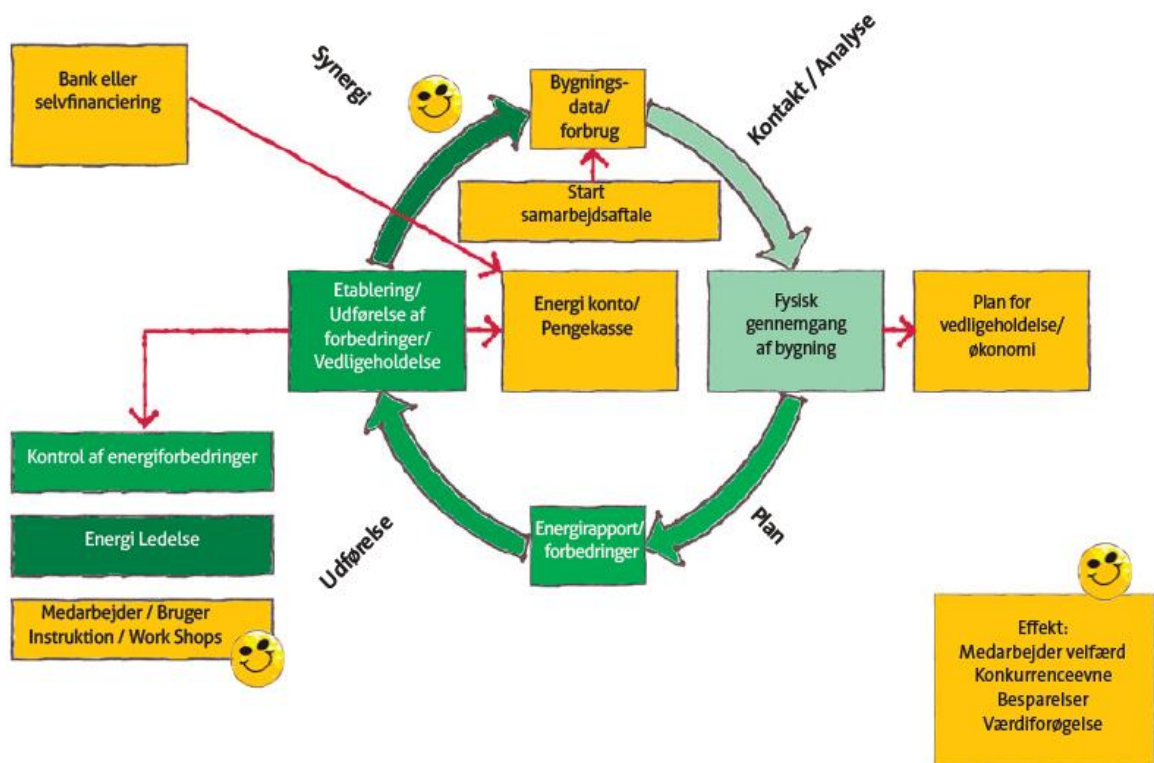 Bank eller
selvfinanciering
Synergi
Bygnings-
data/
forbrug
Kontakt / Analyse
Start
samarbejdsaftale
Etablering/
Udførelse af
forbedringer/
Vedligeholdelse
Energi konto/
Pengekasse
Fysisk
gennemgang
af bygning
Plan for
vedligeholdelse/
økonomi
Kontrol af energiforbedringer
Energi Ledelse
Medarbejder / Bruger
Instruktion / Work Shops
Udførelse
Energirapport/
forbedringer
Plan
Effekt:
Medarbejder velfærd
Konkurrenceevne
Besparelser
Værdiforøgelse